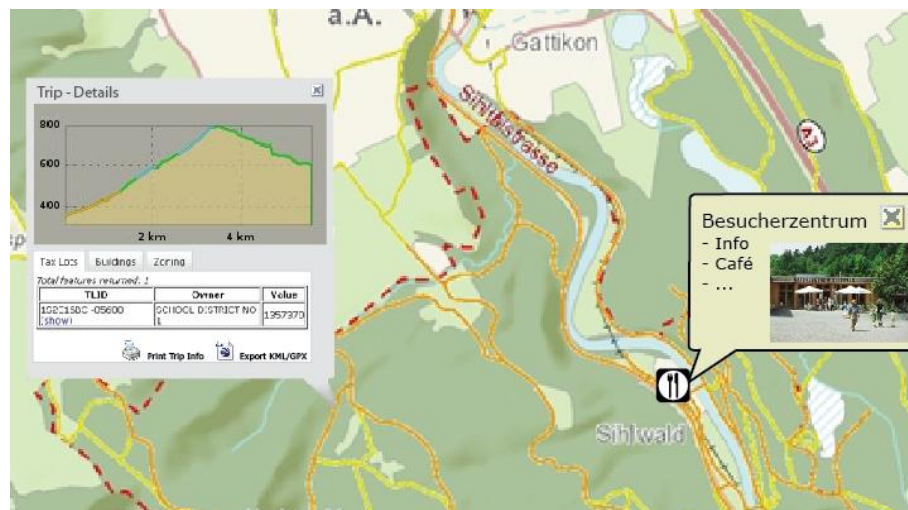 a.A.
Gattikon
Sihltalstrasse
Trip - Details
800
600
400
2 km
4 km
Tax Lots
Buildings
Zoning
Total features returned: 1
TLID
Owner
Value
(show)
SCHOOL DISTRICT NO
1
1357370
Print Trip Info
Export KML/GPX
Besucherzentrum
- Info
- Café
- ...
Sihlwald